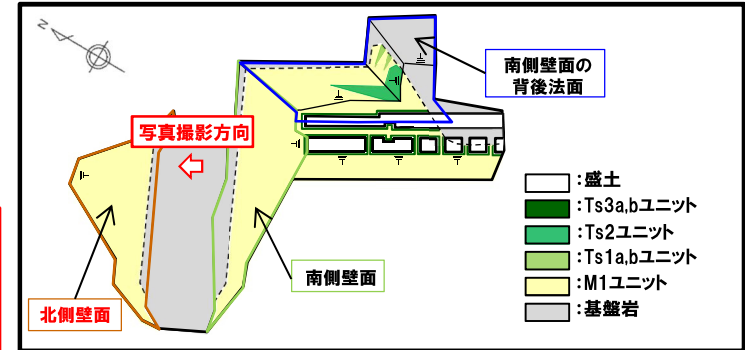 N
南側壁面の
背後法面
写真撮影方向
:盛土
:Ts3a,bユニット
:Ts2ユニット
:Ts1a,bユニット
:M1ユニット
:基盤岩
南側壁面
北側壁面